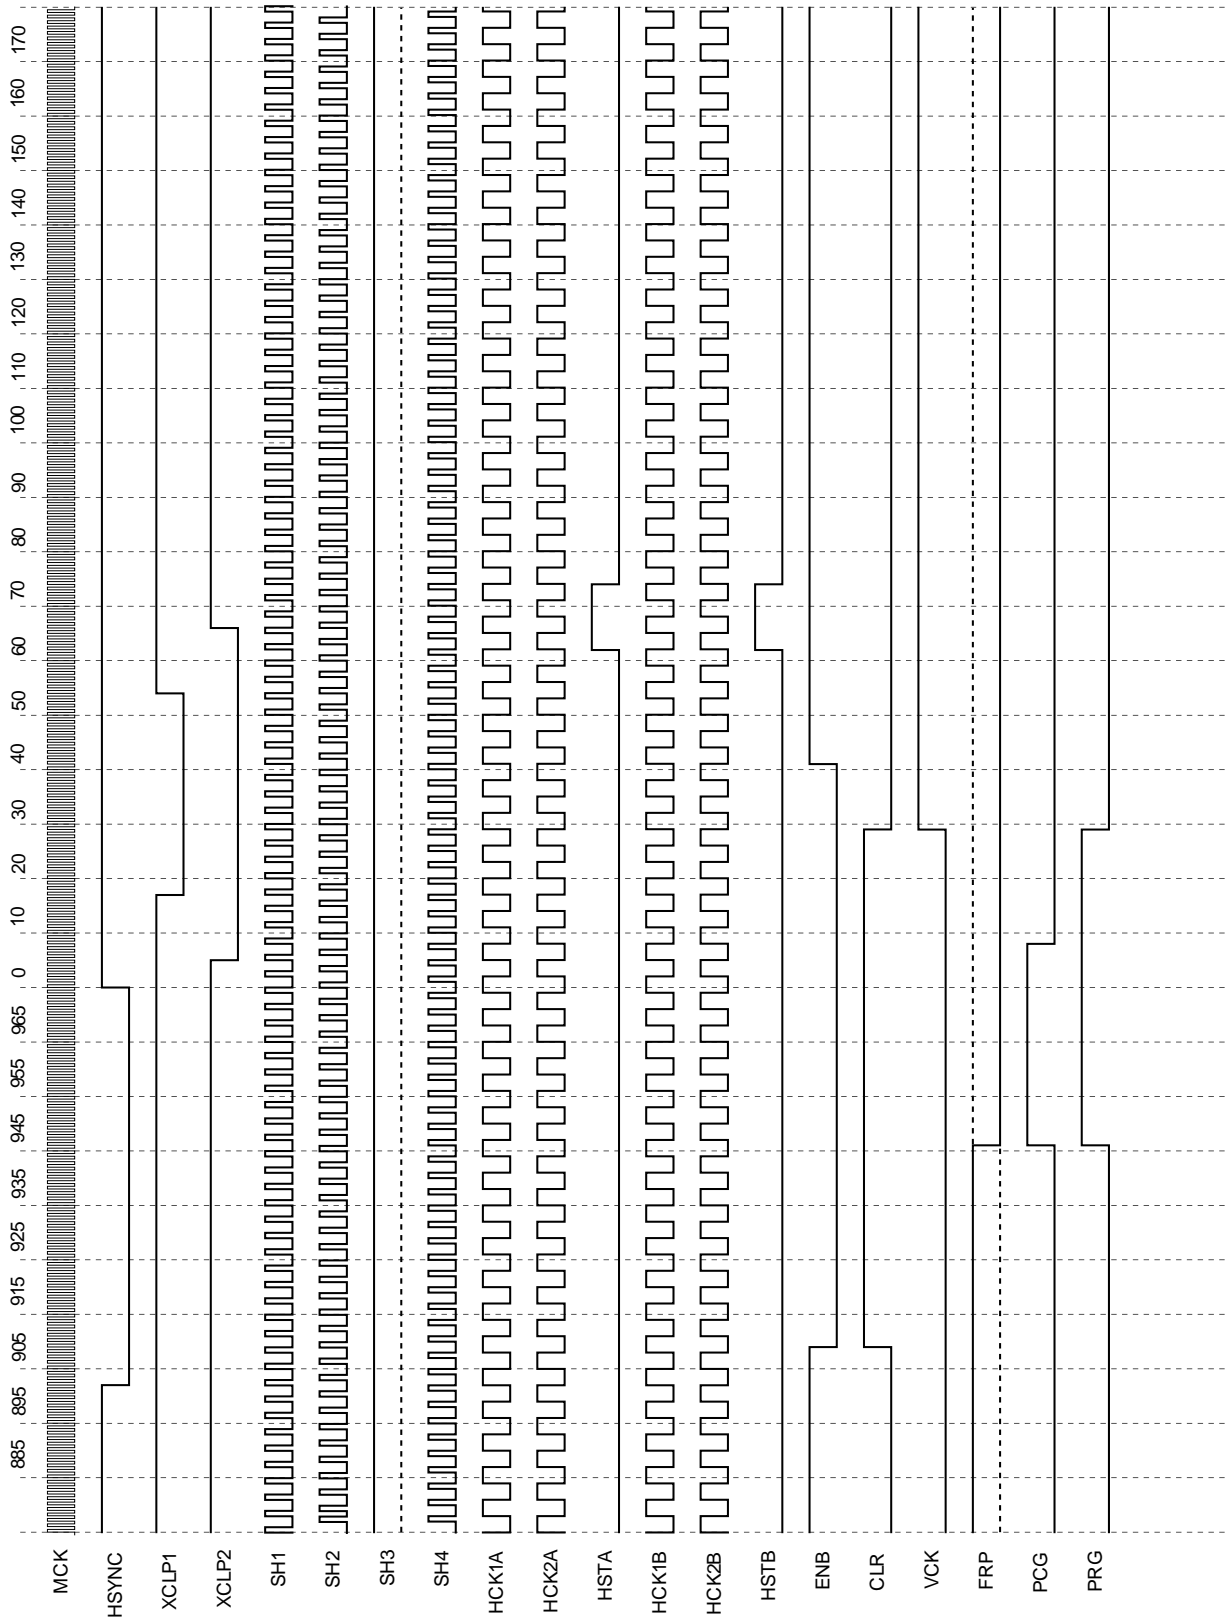 MCK
HSYNC
XCLP1
XCLP2
SH1
SH2
SH3
SH4
HCK1A
HCK2A
HSTA
HCK1B
HCK2B
HSTB
ENB
CLR
VCK
FRP
PCG
PRG
885
895
905
915
925
935
945
955
965
0
10
20
30
40
50
60
70
80
90
100
110
120
130
140
150
160
170